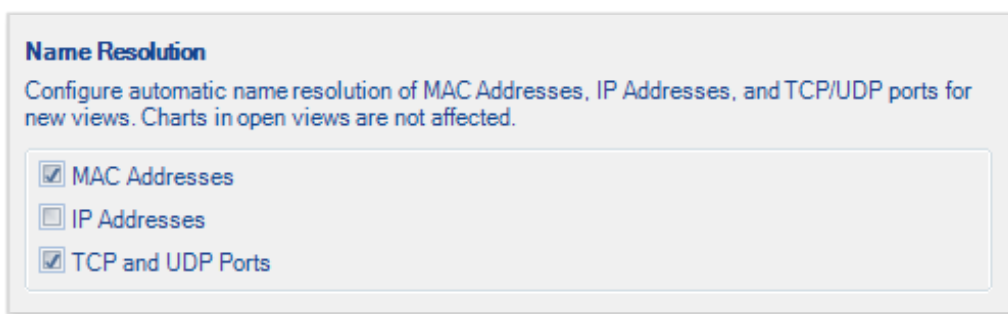 Name Resolution
Configure automatic name resolution of MAC Addresses, IP Addresses, and TCP/UDP ports for
new views. Charts in open views are not affected.
MAC Addresses
IP Addresses
TCP and UDP Ports